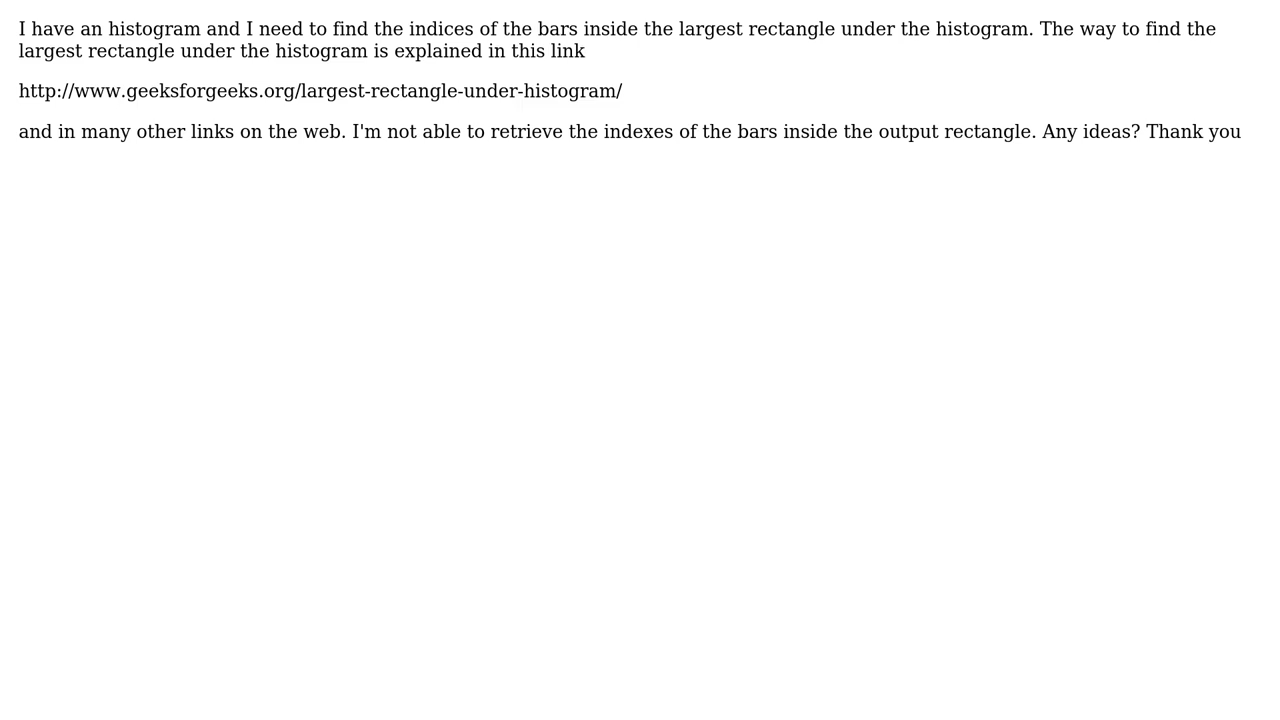 I have an histogram and I need to find the indices of the bars inside the largest rectangle under the histogram. The way to find the
largest rectangle under the histogram is explained in this link
http://www.geeksforgeeks.org/largest-rectangle-under-histogram/
and in many other links on the web. I'm not able to retrieve the indexes of the bars inside the output rectangle. Any ideas? Thank you